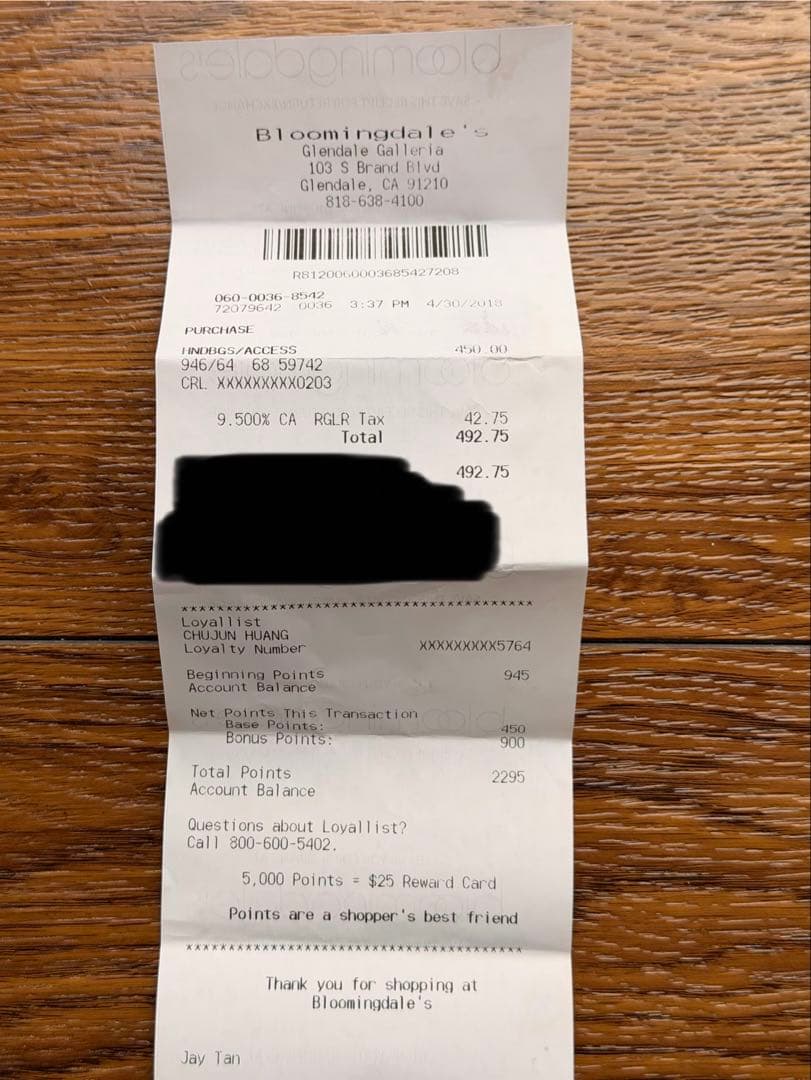 Bloomingdale's
Glendale Galleria
103 S Brand Blvd
Glendale, CA 91210
818-638-4100
060-0036-8542
72079642 0036 3:37 PM 4/30/2018
PURCHASE
HNDBGS/ACCESS 450.00
946/64 68 59742
CRL XXXXXXXXX0203
9.500% CA RGLR Tax 42.75
Total 492.75
492.75
***********************************
Loyallist
CHUJUN HUANG
Loyalty Number XXXXXXXXX5764
Beginning Points 945
Account Balance
Net Points This Transaction
Base Points: 450
Bonus Points: 900
Total Points 2295
Account Balance
Questions about Loyallist?
Call 800-600-5402.
5,000 Points = $25 Reward Card
Points are a shopper's best friend
***********************************
Thank you for shopping at
Bloomingdale's
Jay Tan